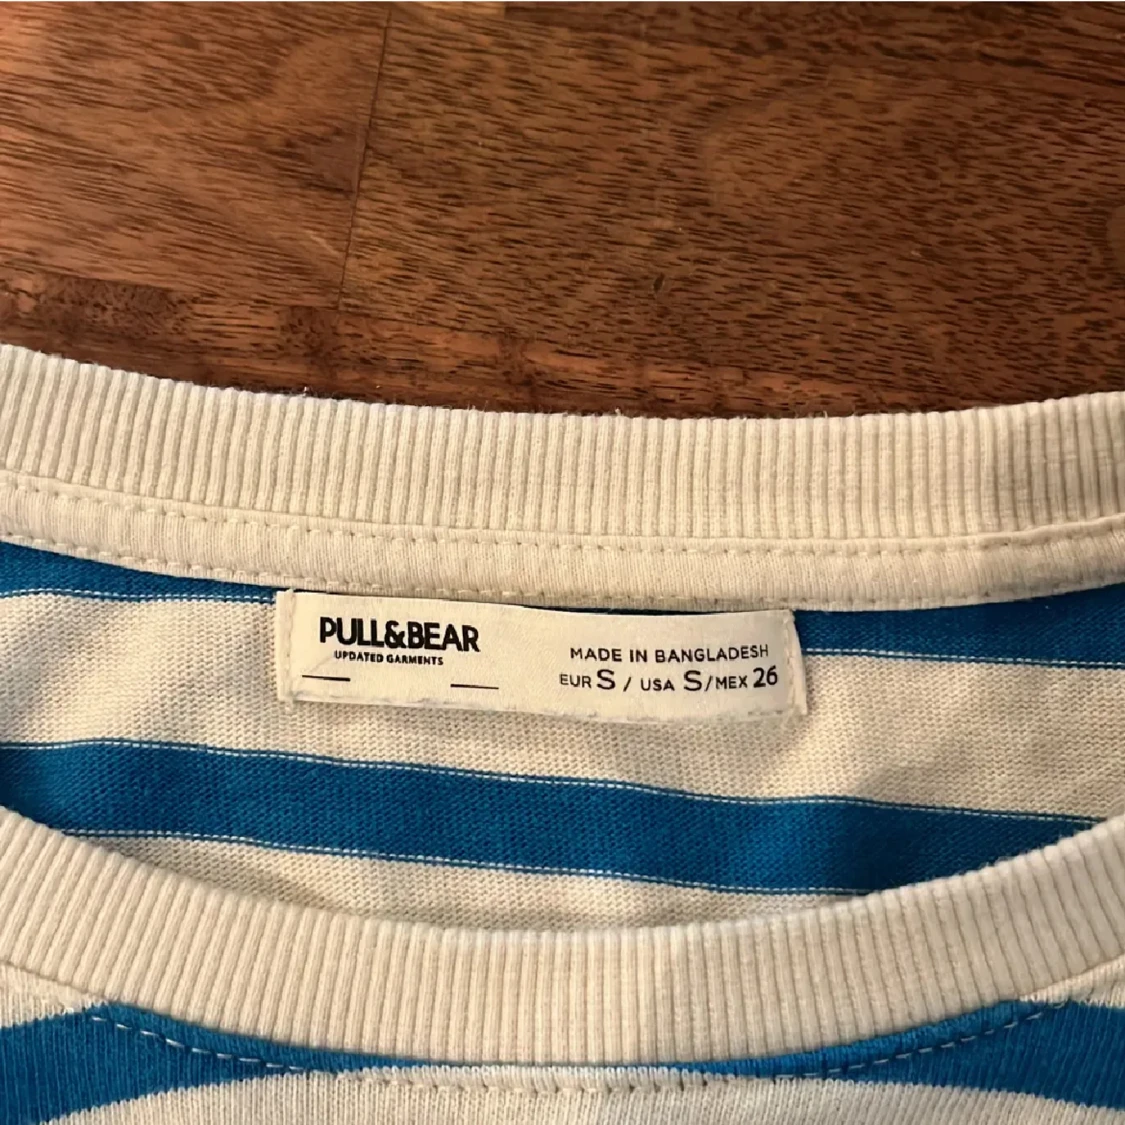 PULL&BEAR
UPDATED GARMENTS
MADE IN BANGLADESH
EUR S / USA S/MEX 26